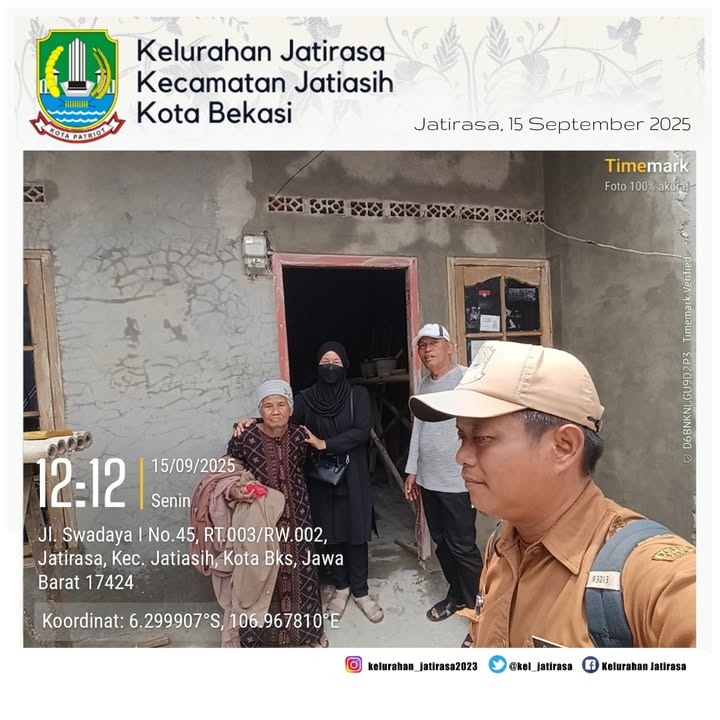 Kelurahan Jatirasa
Kecamatan Jatiasih
Kota Bekasi
KOTA PATRIOT
Jatirasa, 15 September 2025
Timemark
Foto 100% akurat
D6BNKNLGU9D2P3 Timemark Verified
12:12
15/09/2025
Senin
Jl. Swadaya I No.45, RT.003/RW.002,
Jatirasa, Kec. Jatiasih, Kota Bks, Jawa
Barat 17424
Koordinat: 6.299907°S, 106.967810°E
kelurahan_jatirasa2023 @kel_jatirasa Kelurahan Jatirasa